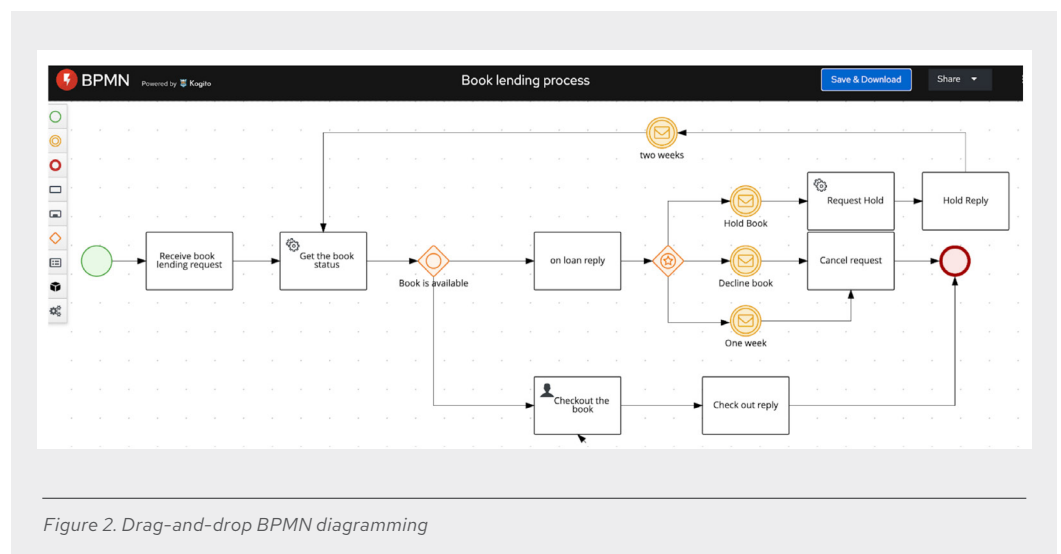 BPMN Powered by Kogito
Book lending process
Save & Download
Share
two weeks
Request Hold
Hold Reply
Hold Book
Receive book
lending request
Get the book
status
Book is available
on loan reply
Decline book
Cancel request
One week
Checkout the
book
Check out reply
Figure 2. Drag-and-drop BPMN diagramming